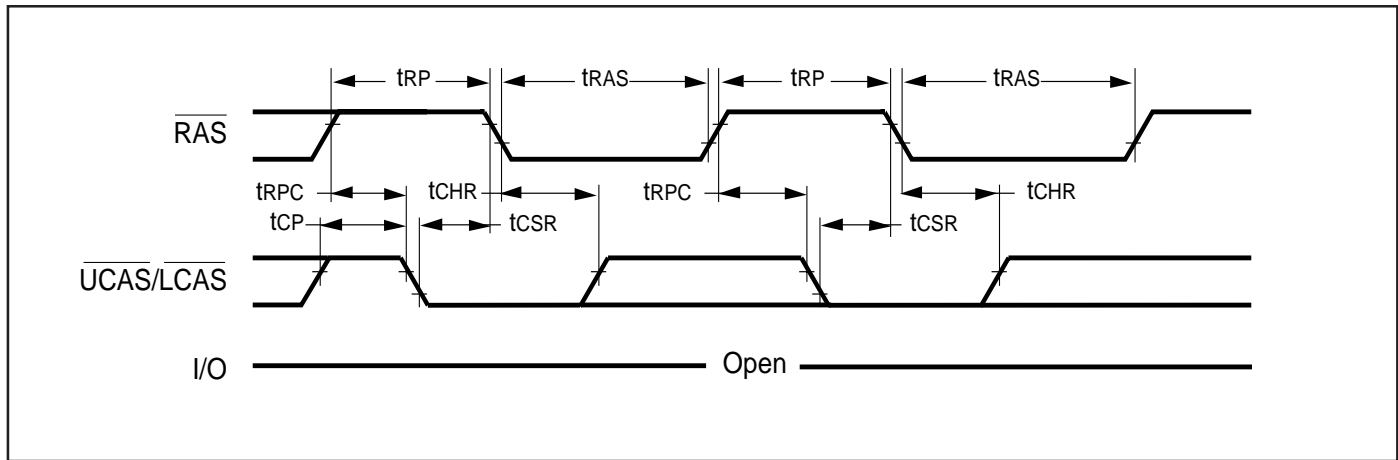 tRP tRAS tRP tRAS
RAS
tRPC tCHR tRPC tCHR
tCP tCSR tCSR
UCAS/LCAS
I/O Open